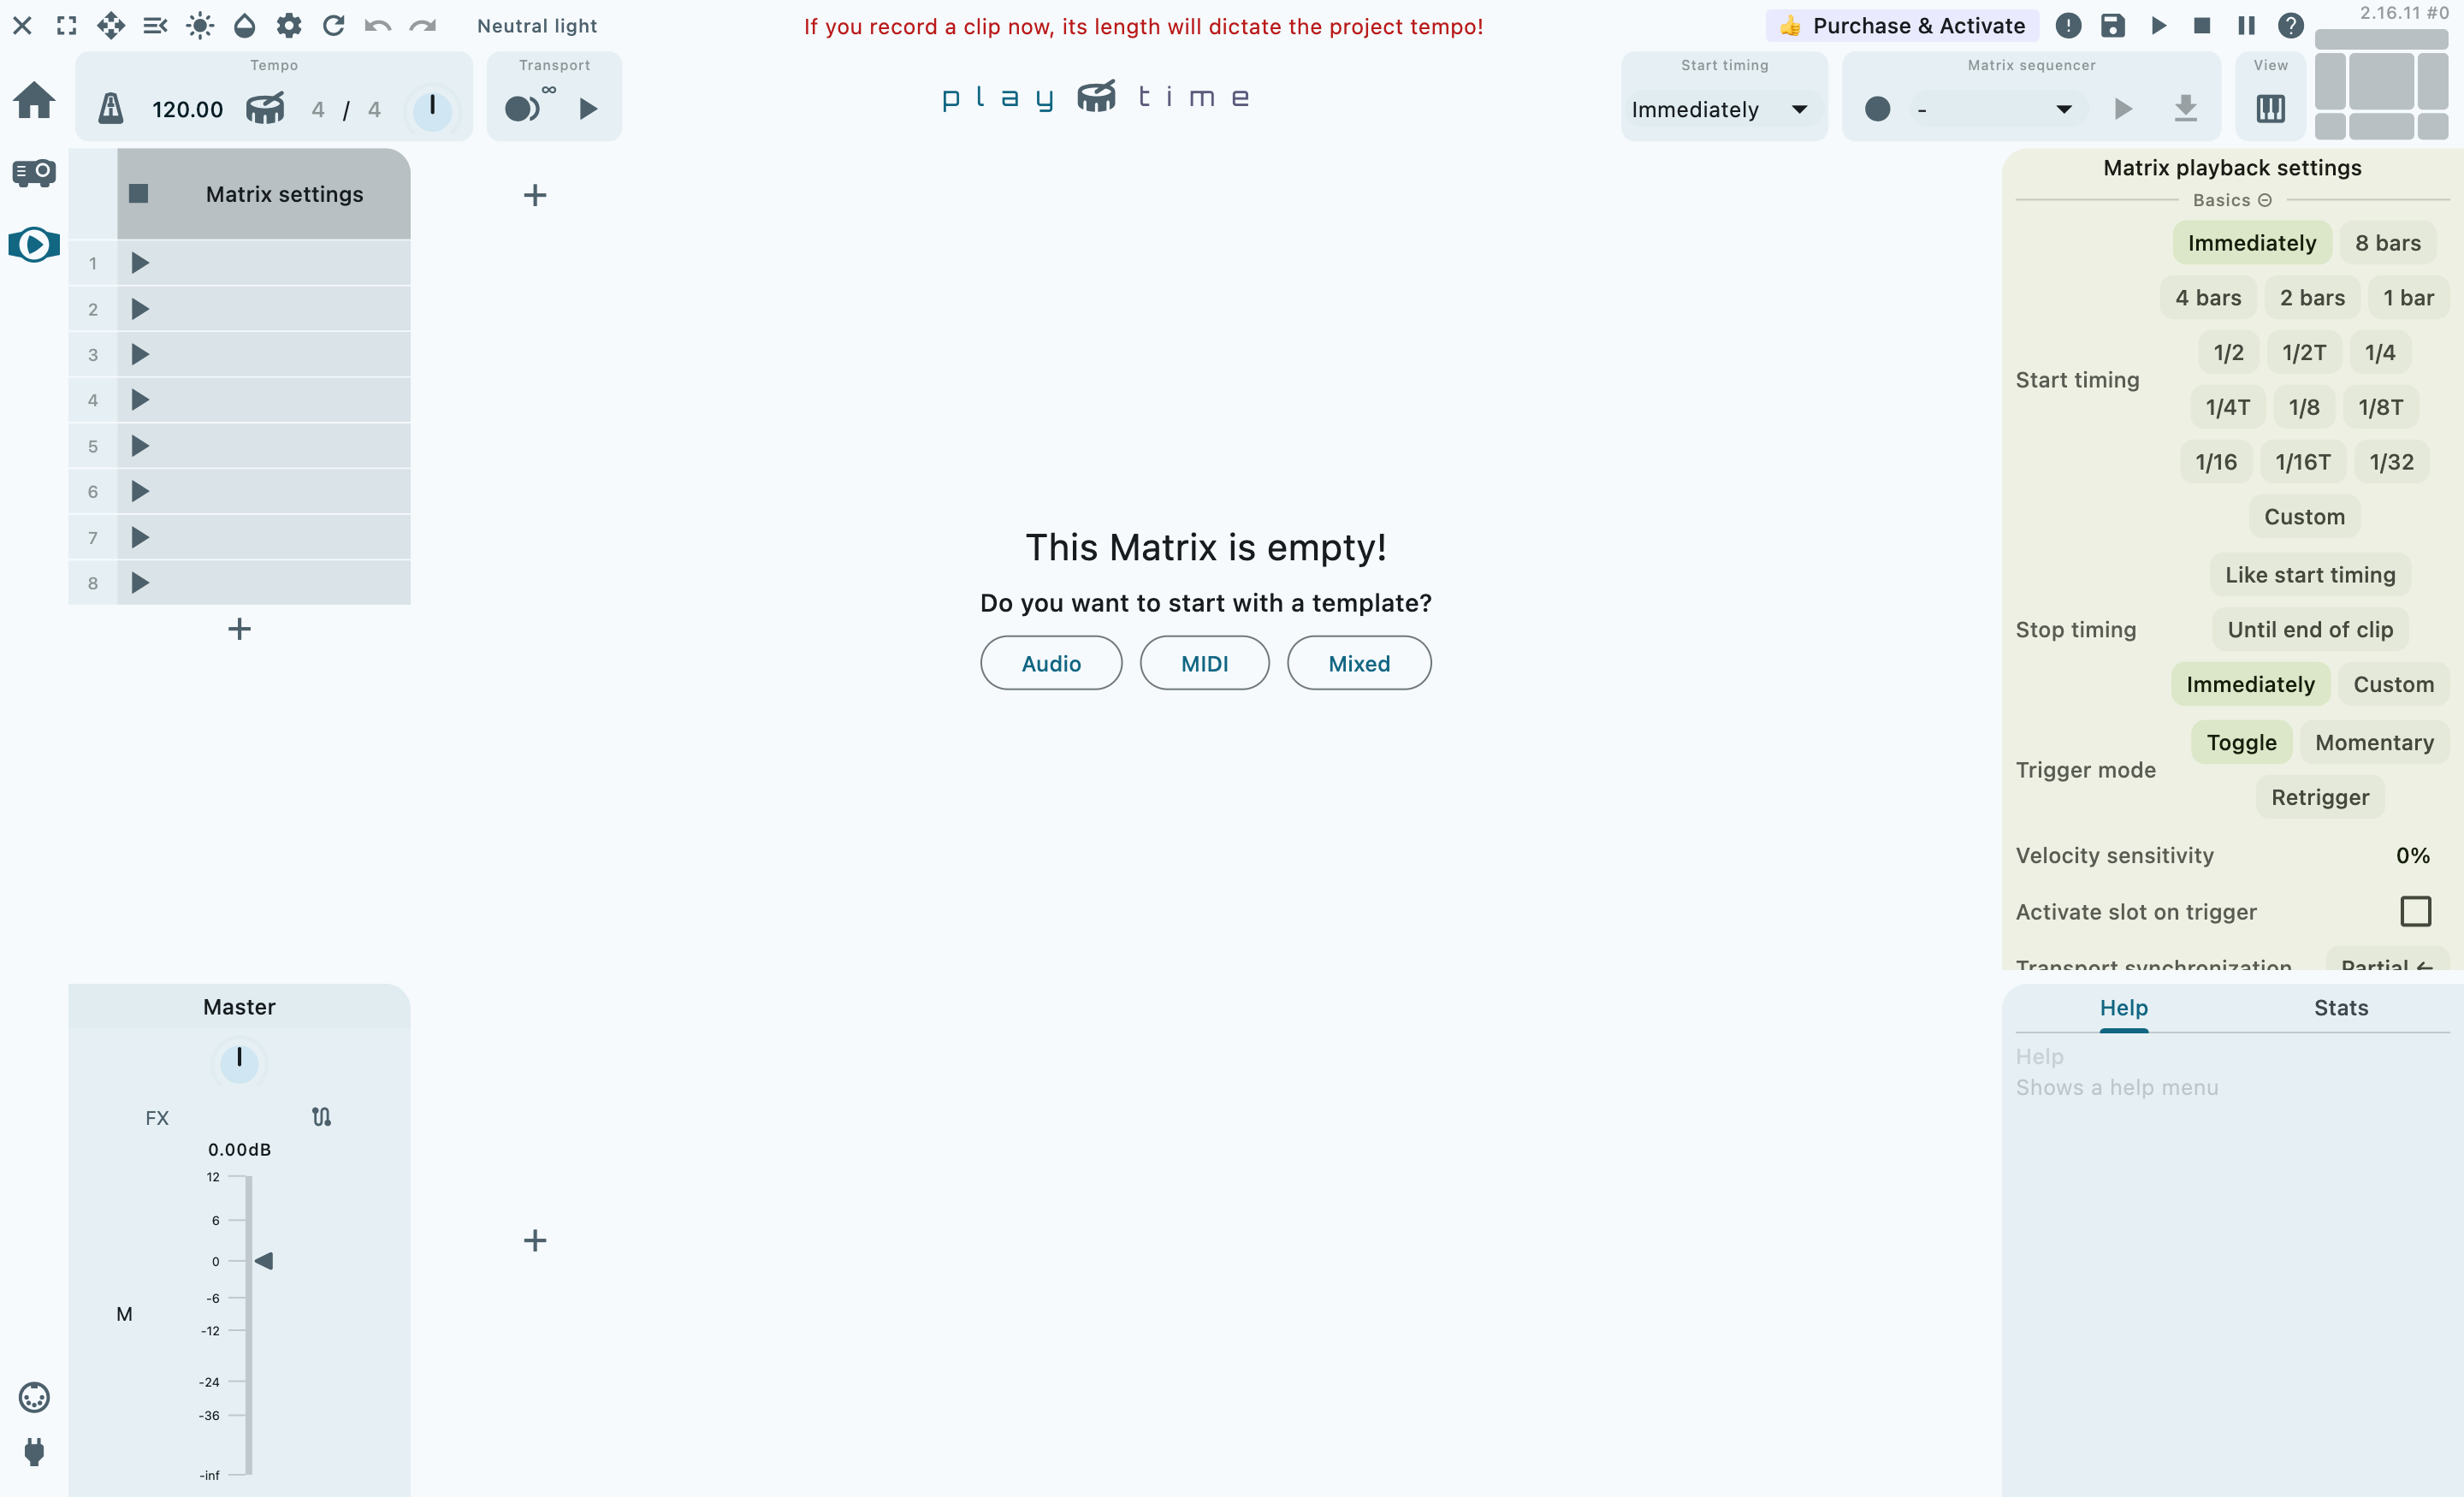 Neutral light
If you record a clip now, its length will dictate the project tempo!
👍 Purchase & Activate
2.16.11 #0
Tempo
120.00 4 / 4
Transport
∞
play time
Start timing
Immediately
Matrix sequencer
-
View
Matrix settings
1
2
3
4
5
6
7
8
This Matrix is empty!
Do you want to start with a template?
Audio MIDI Mixed
Matrix playback settings
Basics
Start timing
Immediately 8 bars
4 bars 2 bars 1 bar
1/2 1/2T 1/4
1/4T 1/8 1/8T
1/16 1/16T 1/32
Custom
Stop timing
Like start timing
Until end of clip
Immediately Custom
Trigger mode
Toggle Momentary
Retrigger
Velocity sensitivity 0%
Activate slot on trigger
Transport synchronization Partial ←
Master
FX
0.00dB
12
6
0
-6
M
-12
-24
-36
-inf
Help Stats
Help
Shows a help menu